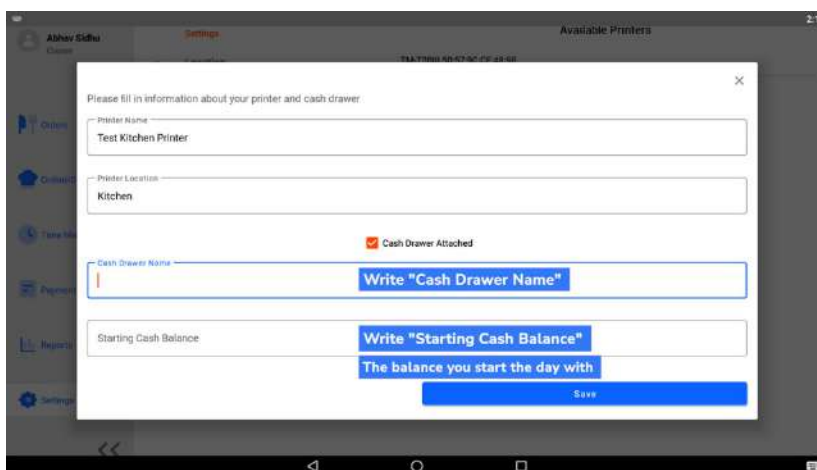 Abhay Sidhu
Settings
Available Printers
Please fill in information about your printer and cash drawer
Printer Name
Test Kitchen Printer
Printer Location
Kitchen
Cash Drawer Attached
Cash Drawer Name
Write "Cash Drawer Name"
Starting Cash Balance
Write "Starting Cash Balance"
The balance you start the day with
Save
Orders
Payment
Reports
Settings